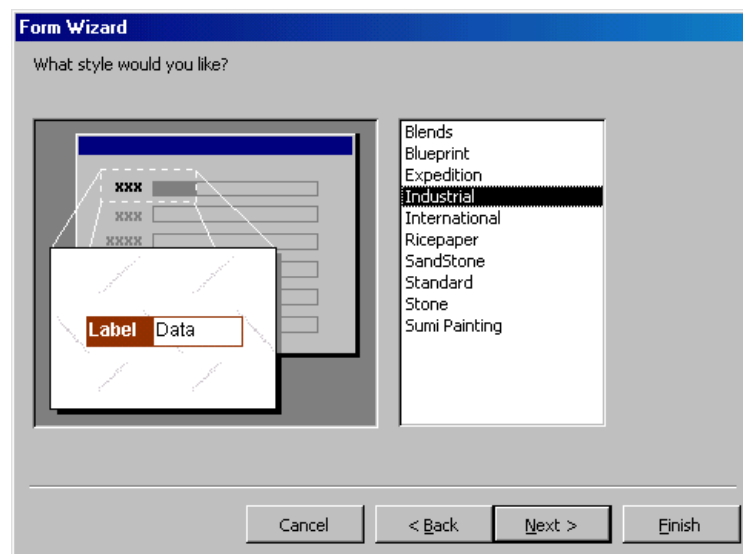 Form Wizard
What style would you like?
xxx
xxx
xxxx
Label Data
Blends
Blueprint
Expedition
Industrial
International
Ricepaper
SandStone
Standard
Stone
Sumi Painting
Cancel
< Back
Next >
Finish